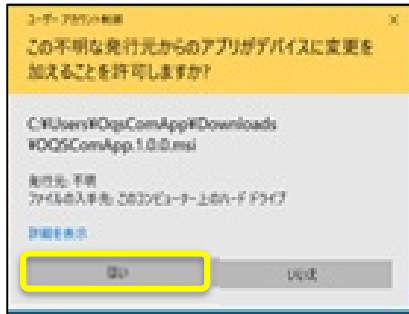 ユーザー アカウント制御
この不明な発行元からのアプリがデバイスに変更を
加えることを許可しますか?
C:¥Users¥OqsComApp¥Downloads
¥OQSComApp.1.0.0.msi
発行元: 不明
ファイルの入手先: このコンピューター上のハード ドライブ
詳細を表示
はい
いいえ